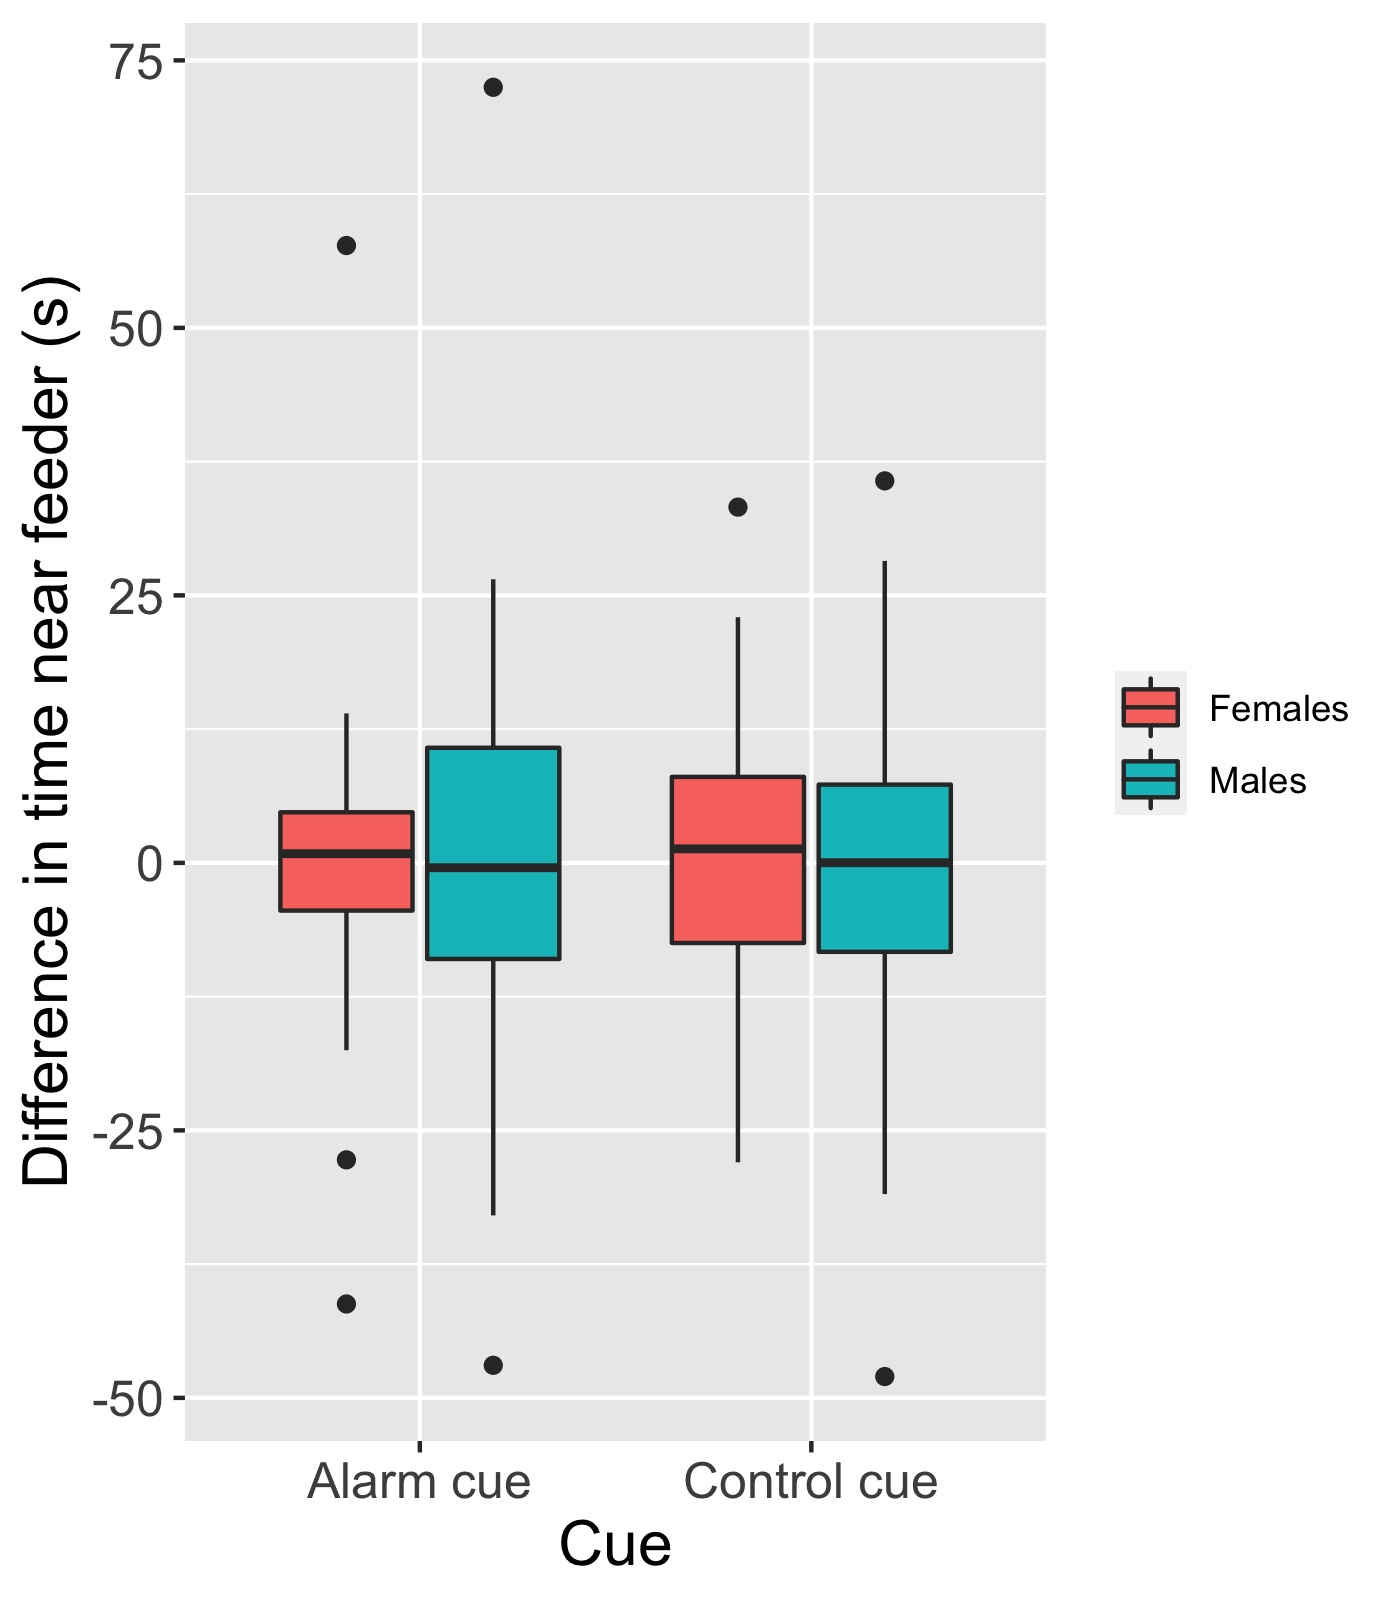 Difference in time near feeder (s)
75
50
25
0
-25
-50
Alarm cue
Control cue
Cue
Females
Males